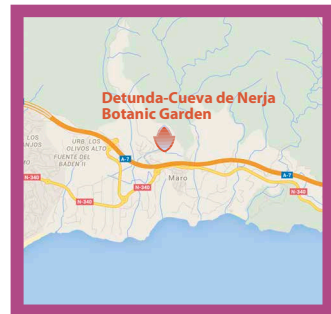 Detunda-Cueva de Nerja
Botanic Garden
URB. LOS
OLIVOS ALTO
FUENTE DEL
BADEN II
A-7
N-340
Maro
A-7
N-340
N-340
N-340